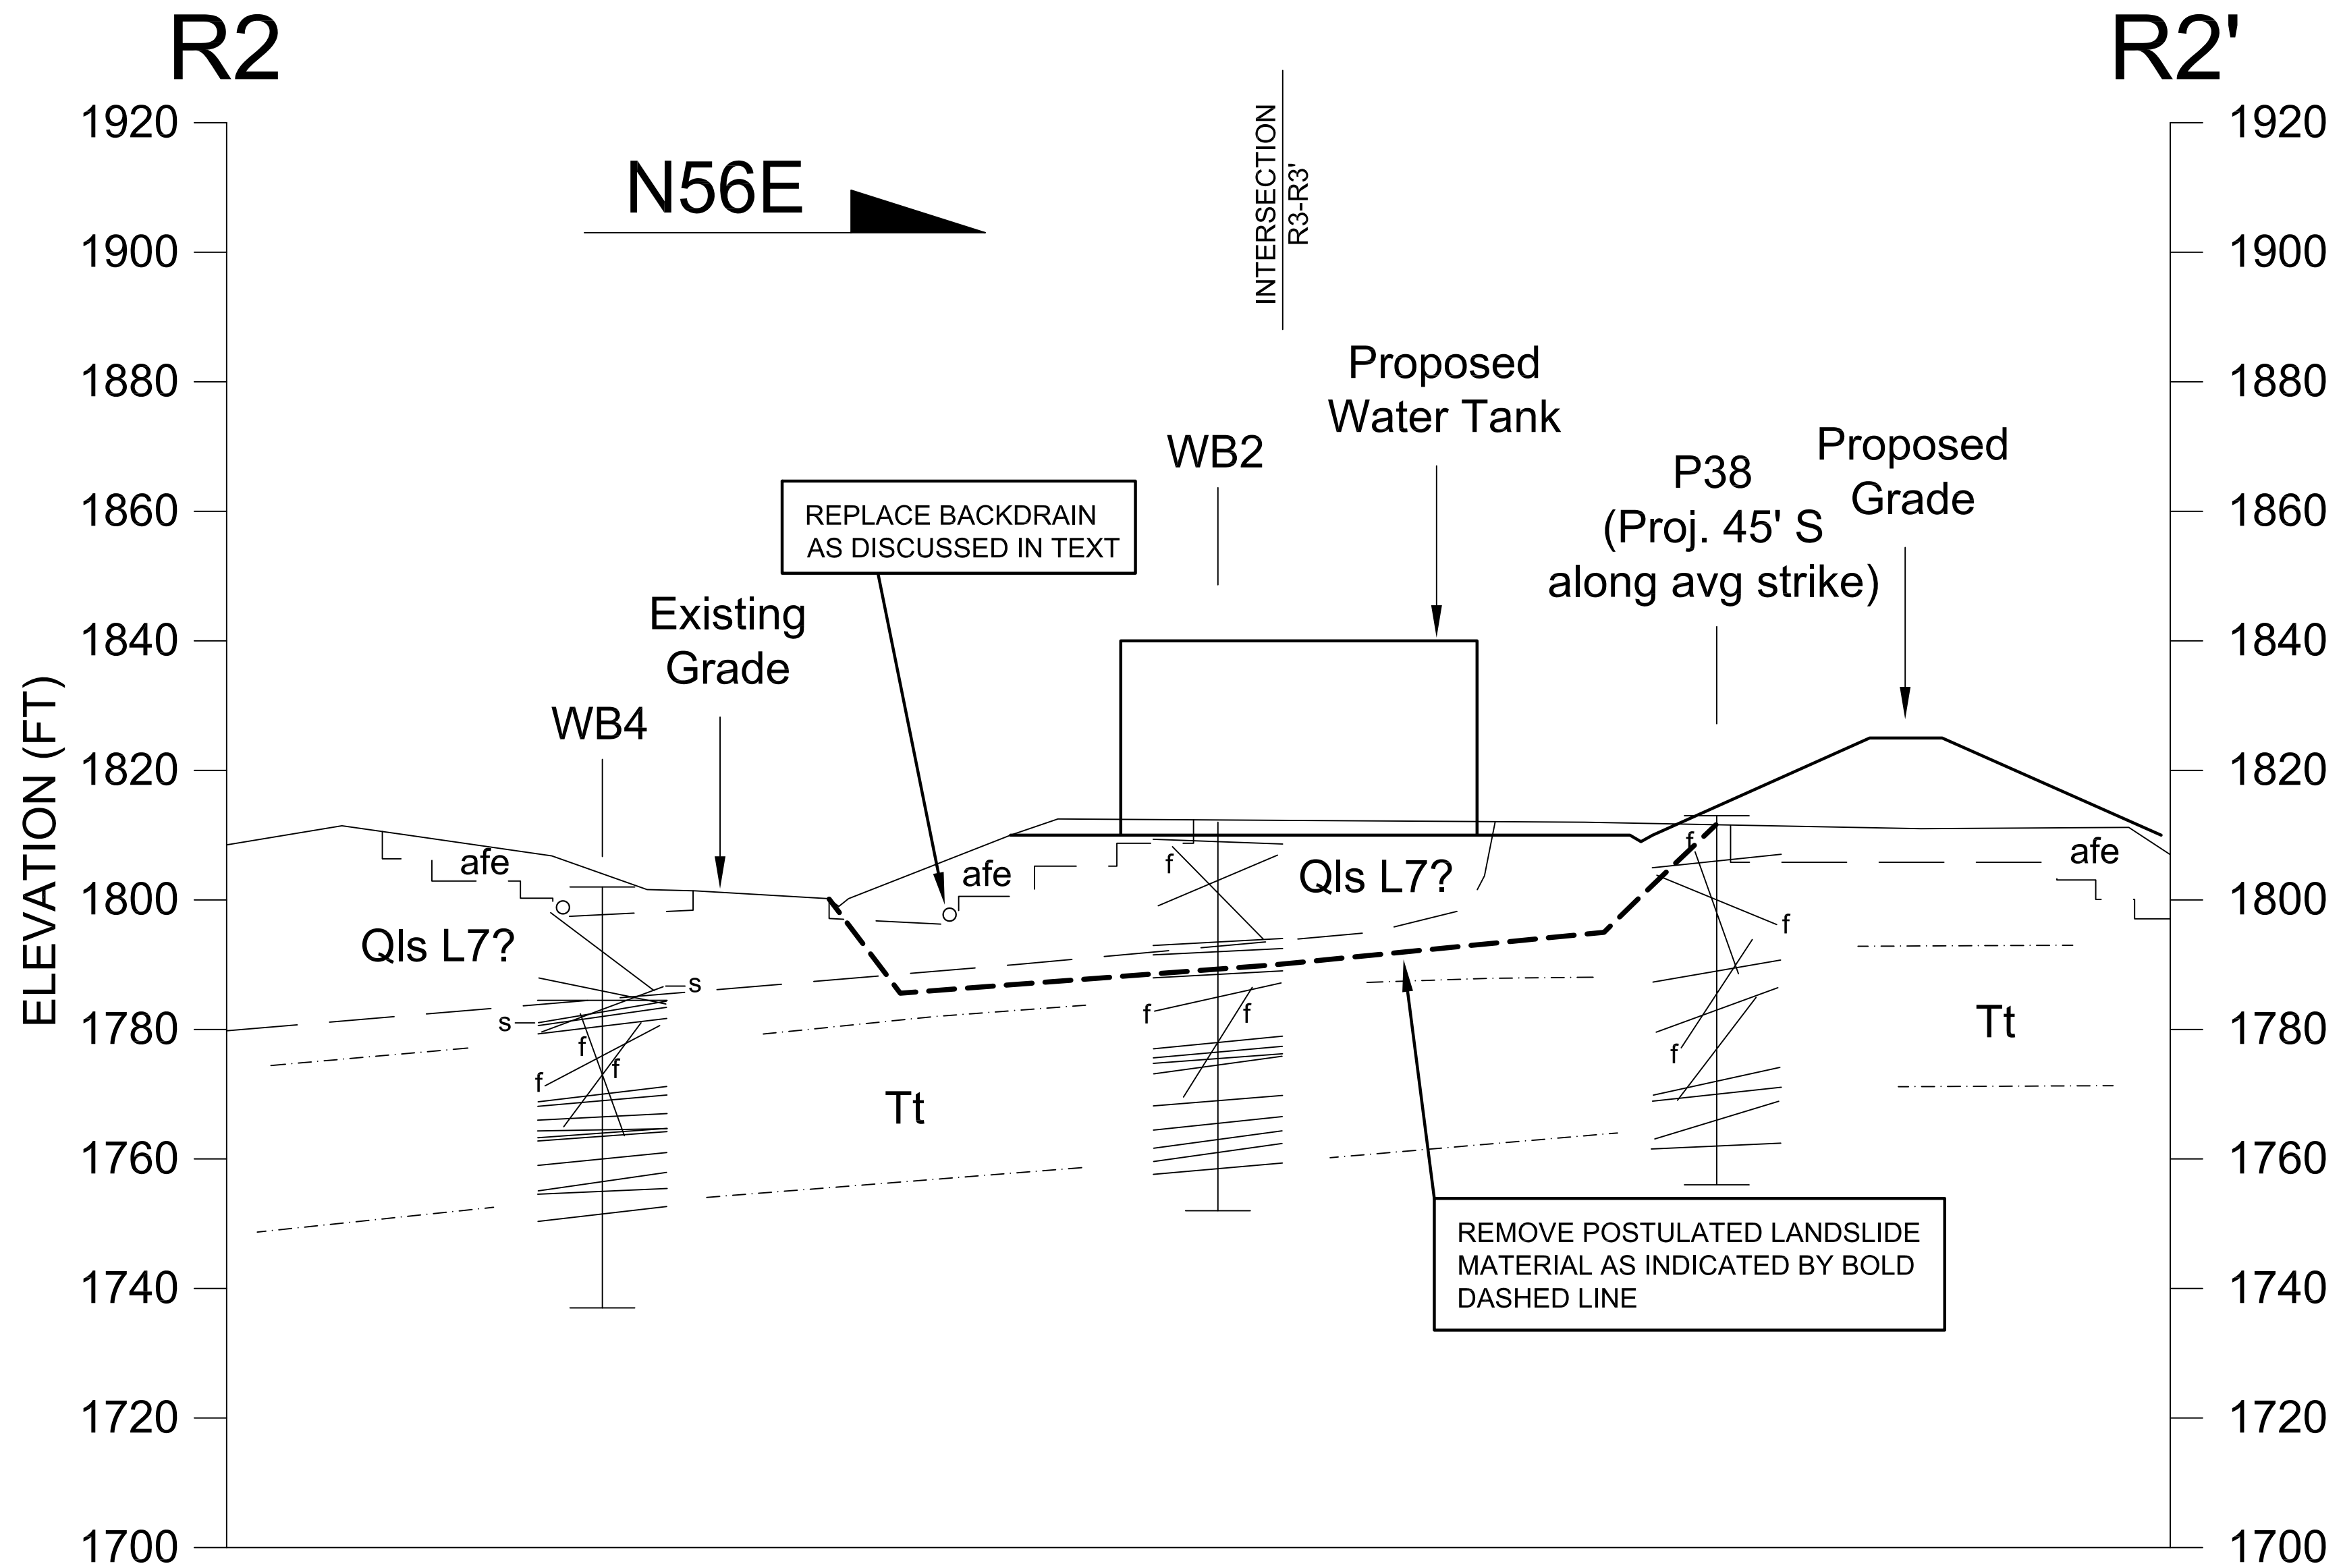 R2
R2'
1920
1900
1880
1860
1840
1820
1800
1780
1760
1740
1720
1700
ELEVATION (FT)
N56E
INTERSECTION
R3-R3'
Proposed
Water Tank
WB2
P38
(Proj. 45' S
along avg strike)
Proposed
Grade
REPLACE BACKDRAIN
AS DISCUSSED IN TEXT
Existing
Grade
WB4
afe
afe
afe
Qls L7?
Qls L7?
s
s
f
f
f
f
f
f
f
f
f
Tt
Tt
REMOVE POSTULATED LANDSLIDE
MATERIAL AS INDICATED BY BOLD
DASHED LINE
1920
1900
1880
1860
1840
1820
1800
1780
1760
1740
1720
1700